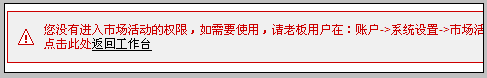 您没有进入市场活动的权限，如需要使用，请老板用户在：账户->系统设置->市场活
点击此处返回工作台